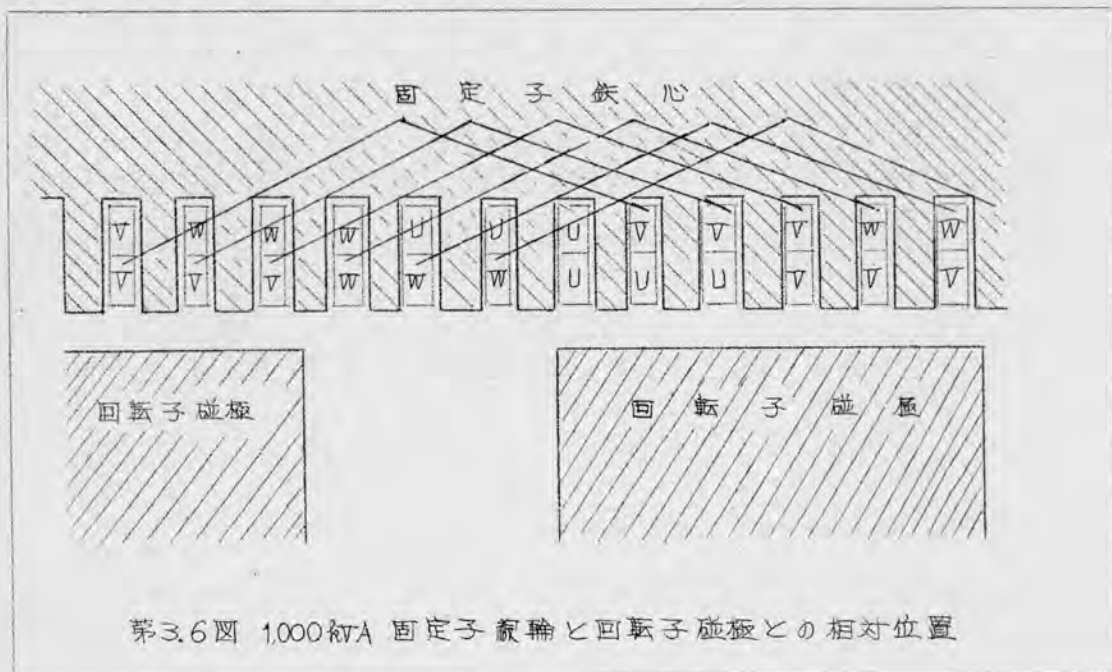 固定子鉄心
V W W W U U U V V V W W
V V V W W W U U U V V V
回転子磁極
回転子磁極
第3.6図 1,000kVA 固定子線輪と回転子磁極との相対位置